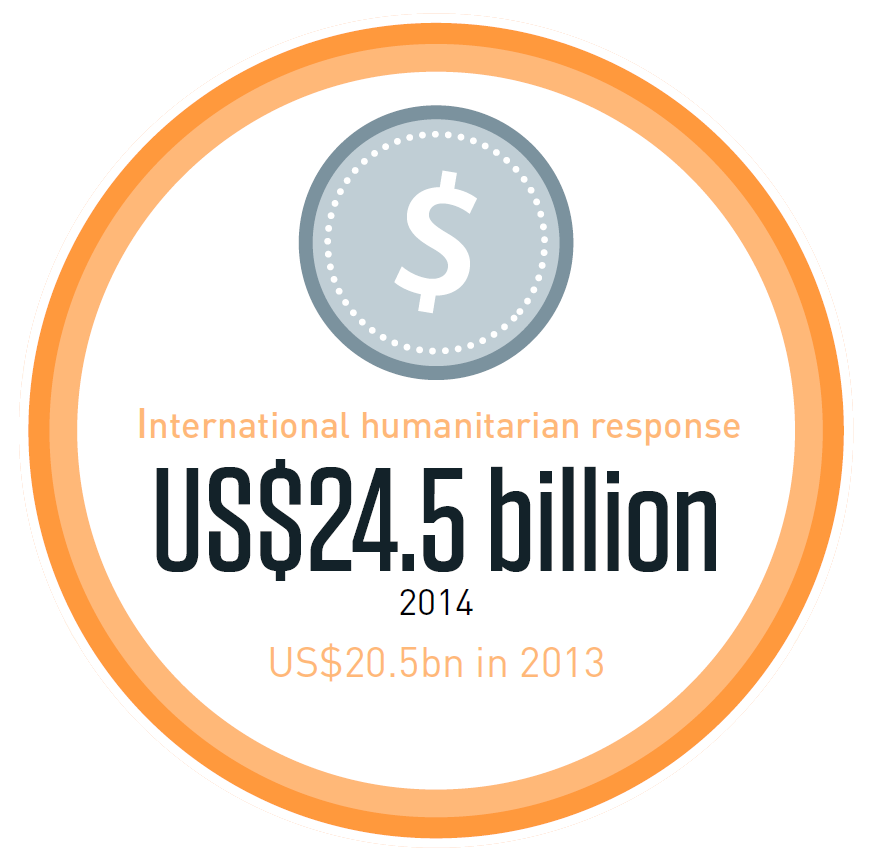 $
International humanitarian response
US$24.5 billion
2014
US$20.5bn in 2013